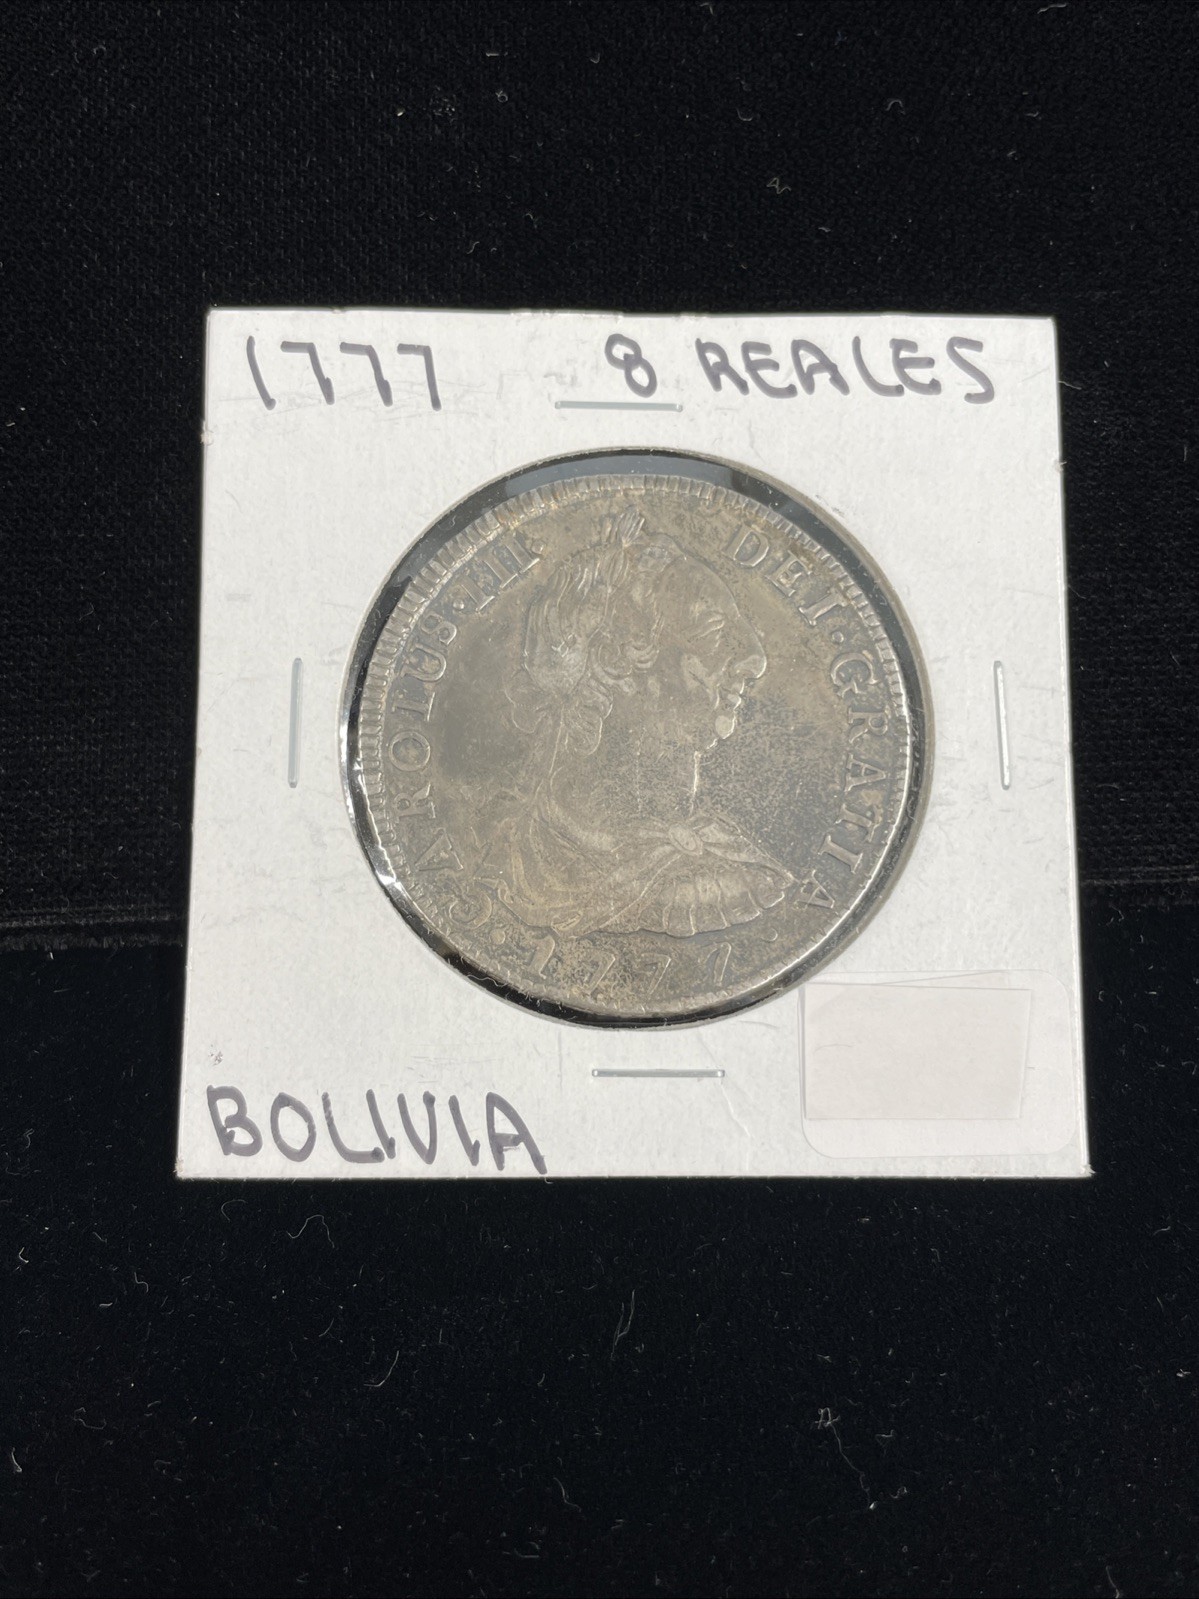 1777 8 REALES
CAROLUS·III· DEI·GRATIA
·1777·
BOLIVIA